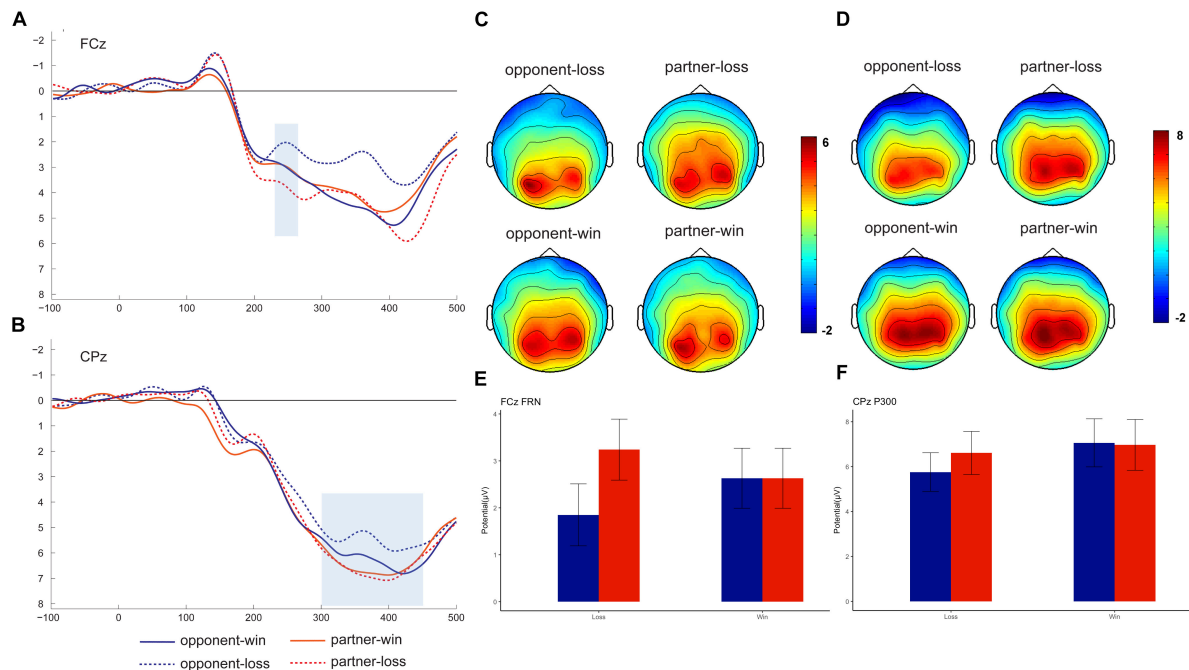 A
FCz
−2
−1
0
1
2
3
4
5
6
7
8
−100
0
100
200
300
400
500
B
CPz
−2
−1
0
1
2
3
4
5
6
7
8
−100
0
100
200
300
400
500
opponent-win
partner-win
opponent-loss
partner-loss
C
opponent-loss
partner-loss
opponent-win
partner-win
6
-2
D
opponent-loss
partner-loss
opponent-win
partner-win
8
-2
E
FCz FRN
Potential(μV)
4
3
2
1
0
Loss
Win
F
CPz P300
Potential(μV)
8
6
4
2
0
Loss
Win